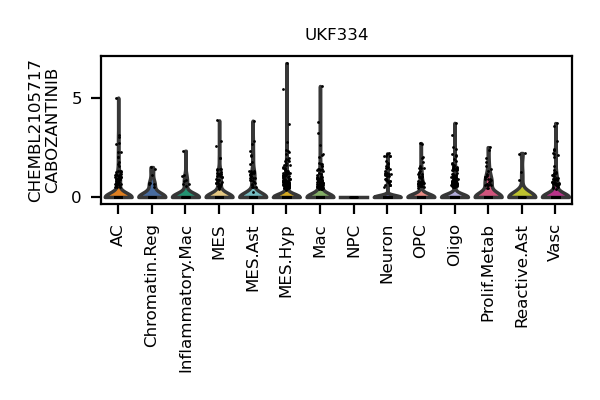 UKF334
CHEMBL2105717
CABOZANTINIB
5
0
AC
Chromatin.Reg
Inflammatory.Mac
MES
MES.Ast
MES.Hyp
Mac
NPC
Neuron
OPC
Oligo
Prolif.Metab
Reactive.Ast
Vasc